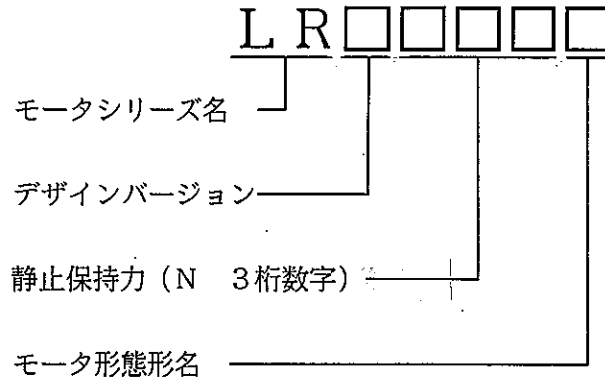 ＬＲ□□□□□
モータシリーズ名
デザインバージョン
静止保持力（Ｎ　３桁数字）
モータ形態形名